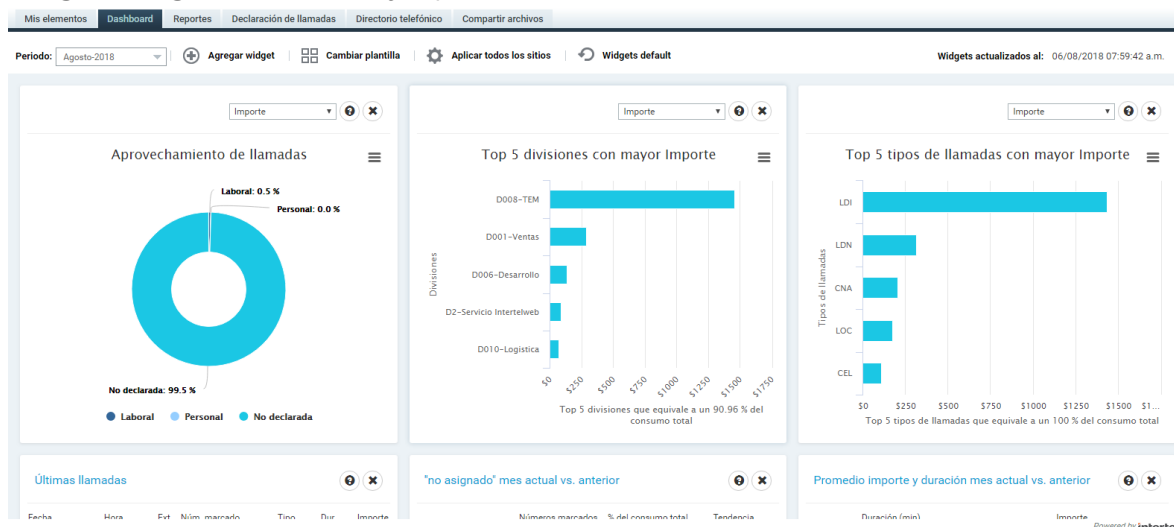 Mis elementos Dashboard Reportes Declaración de llamadas Directorio telefónico Compartir archivos
Periodo: Agosto-2018 Agregar widget Cambiar plantilla Aplicar todos los sitios Widgets default Widgets actualizados al: 06/08/2018 07:59:42 a.m.
Importe
Aprovechamiento de llamadas
Laboral: 0.5 %
Personal: 0.0 %
No declarada: 99.5 %
Laboral Personal No declarada
Importe
Top 5 divisiones con mayor Importe
Divisiones
D008-TEM
D001-Ventas
D006-Desarrollo
D2-Servicio Intertelweb
D010-Logistica
$0 $250 $500 $750 $1000 $1250 $1500 $1750
Top 5 divisiones que equivale a un 90.96 % del
consumo total
Importe
Top 5 tipos de llamadas con mayor Importe
Tipos de llamadas
LDI
LDN
CNA
LOC
CEL
$0 $250 $500 $750 $1000 $1250 $1500 $1...
Top 5 tipos de llamadas que equivale a un 100 % del consumo total
Últimas llamadas
Fecha Hora Ext. Núm. marcado Tipo Dur. Importe
"no asignado" mes actual vs. anterior
Números marcados % del consumo total Tendencia
Promedio importe y duración mes actual vs. anterior
Duración (min) Importe
Powered by